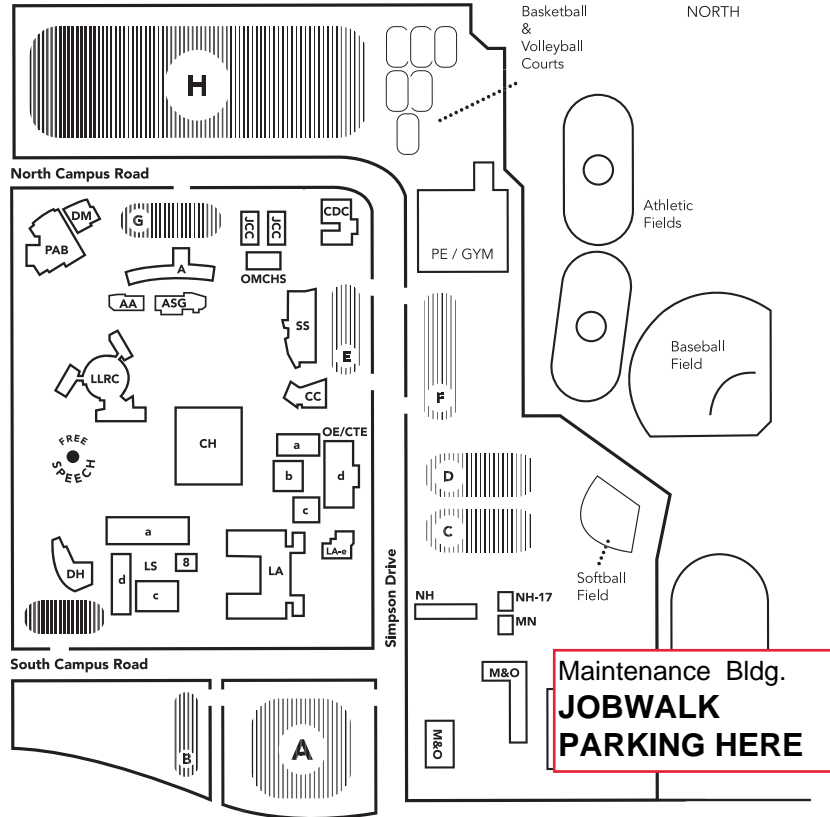 Basketball
&
Volleyball
Courts
NORTH
H
North Campus Road
DM
PAB
G
JCC
JCC
CDC
A
OMCHS
PE / GYM
Athletic
Fields
AA
ASG
SS
E
F
Baseball
Field
LLRC
CC
FREE
SPEECH
CH
OE/CTE
a
b
d
c
D
C
a
LA-e
DH
d
LS
8
c
LA
Simpson Drive
Softball
Field
NH
NH-17
MN
South Campus Road
M&O
Maintenance Bldg.
JOBWALK
PARKING HERE
B
A
M&O